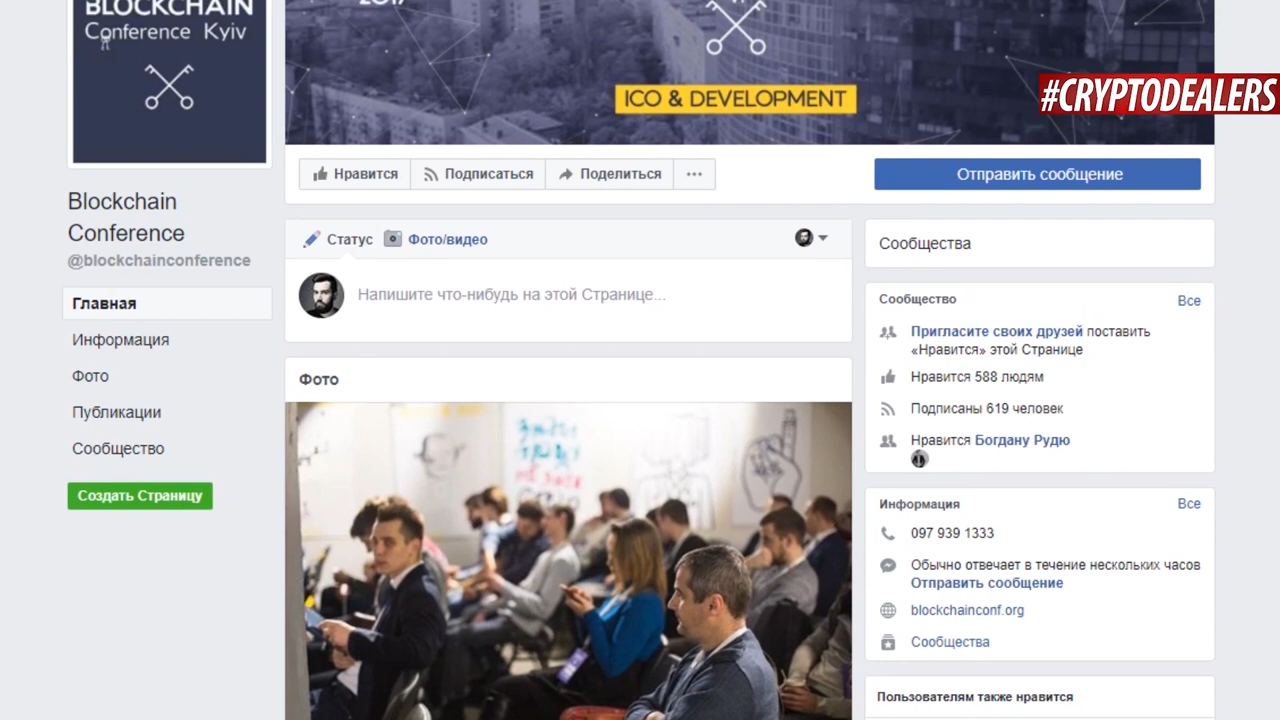 BLOCKCHAIN
Conference Kyiv
2017
ICO & DEVELOPMENT
#CRYPTODEALERS
Нравится
Подписаться
Поделиться
Отправить сообщение
Blockchain
Conference
@blockchainconference
Главная
Информация
Фото
Публикации
Сообщество
Создать Страницу
Статус
Фото/видео
Напишите что-нибудь на этой Странице...
Фото
Сообщества
Сообщество
Все
Пригласите своих друзей поставить
«Нравится» этой Странице
Нравится 588 людям
Подписаны 619 человек
Нравится Богдану Рудю
Информация
Все
097 939 1333
Обычно отвечает в течение нескольких часов
Отправить сообщение
blockchainconf.org
Сообщества
Пользователям также нравится